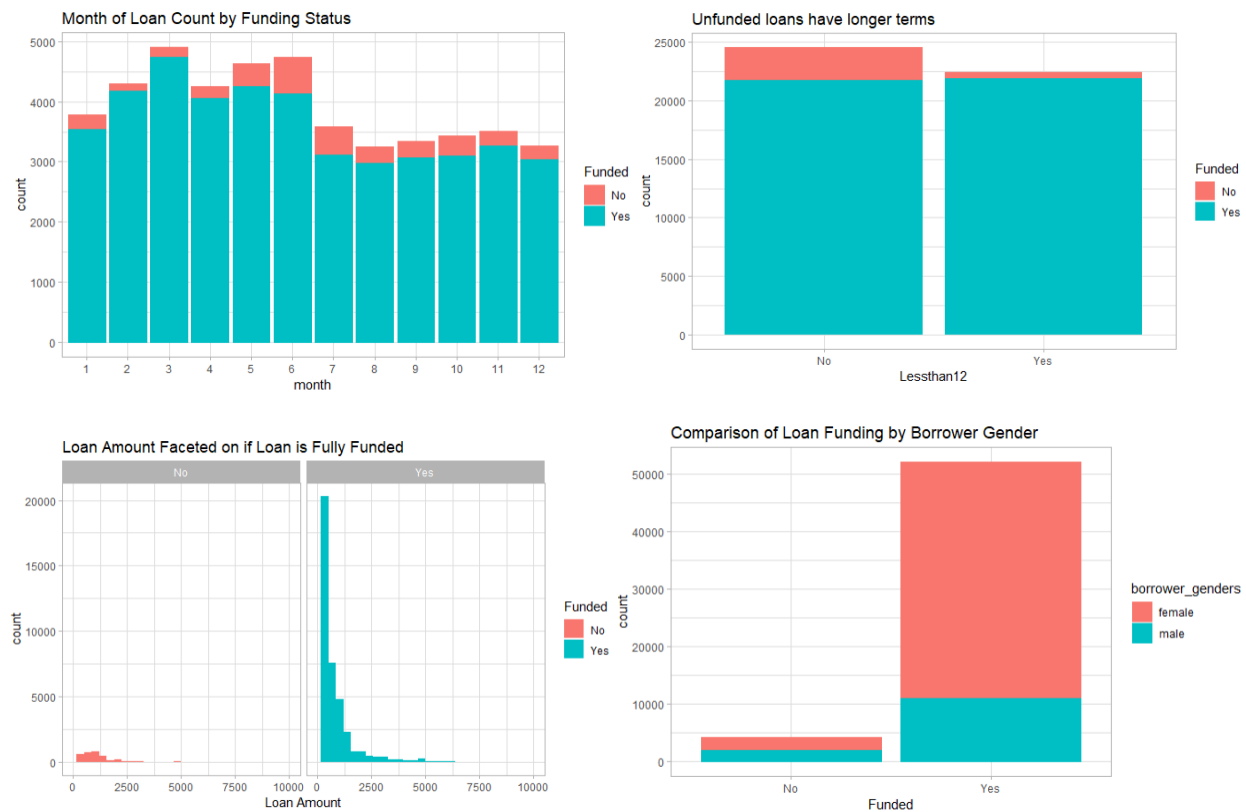 Month of Loan Count by Funding Status
5000
4000
3000
2000
1000
0
count
1 2 3 4 5 6 7 8 9 10 11 12
month
Funded
No
Yes
Unfunded loans have longer terms
25000
20000
15000
10000
5000
0
count
No Yes
Lessthan12
Funded
No
Yes
Loan Amount Faceted on if Loan is Fully Funded
No Yes
20000
15000
10000
5000
0
count
0 2500 5000 7500 10000 0 2500 5000 7500 10000
Loan Amount
Funded
No
Yes
Comparison of Loan Funding by Borrower Gender
50000
40000
30000
20000
10000
0
count
No Yes
Funded
borrower_genders
female
male